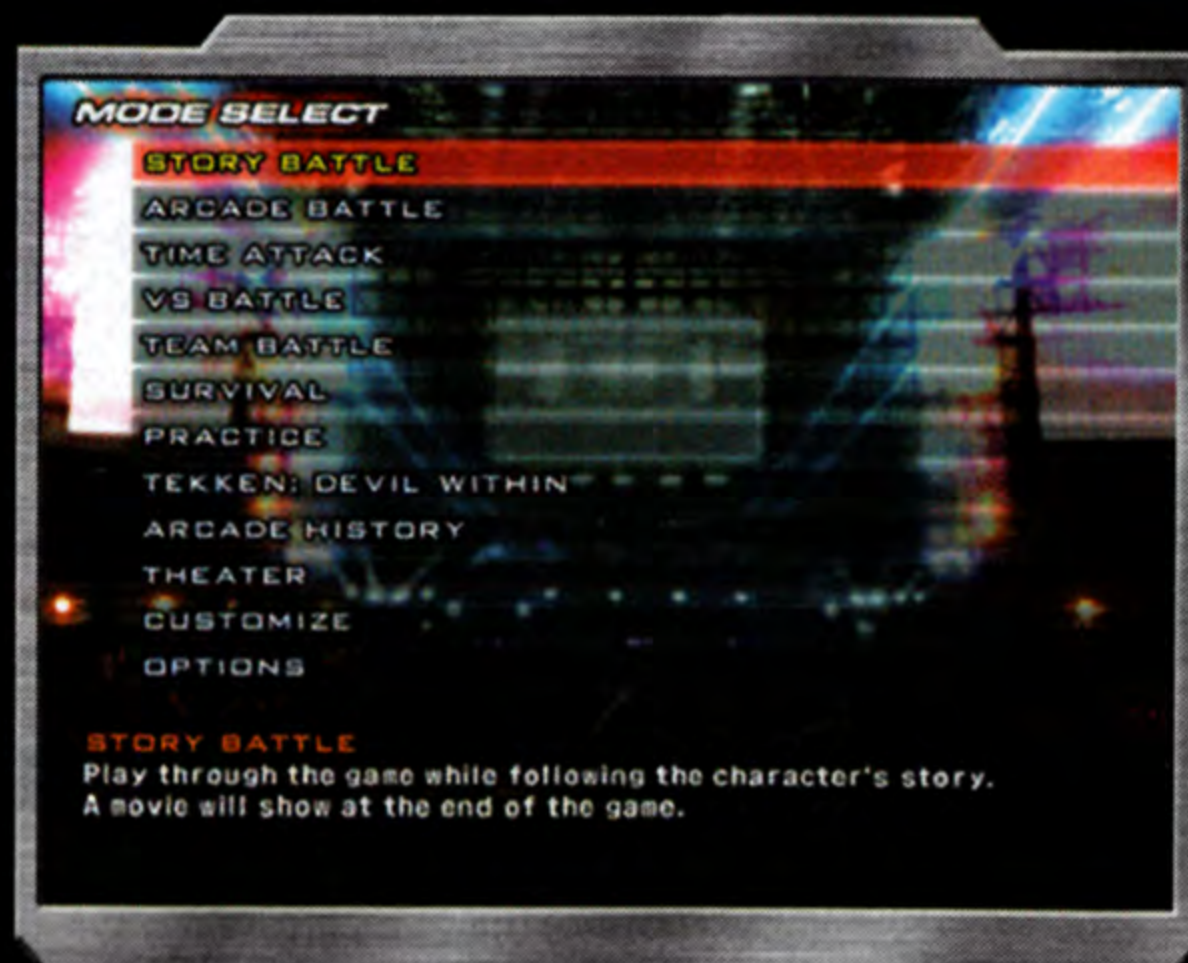 MODE SELECT
STORY BATTLE
ARCADE BATTLE
TIME ATTACK
VS BATTLE
TEAM BATTLE
SURVIVAL
PRACTICE
TEKKEN: DEVIL WITHIN
ARCADE HISTORY
THEATER
CUSTOMIZE
OPTIONS
STORY BATTLE
Play through the game while following the character's story.
A movie will show at the end of the game.